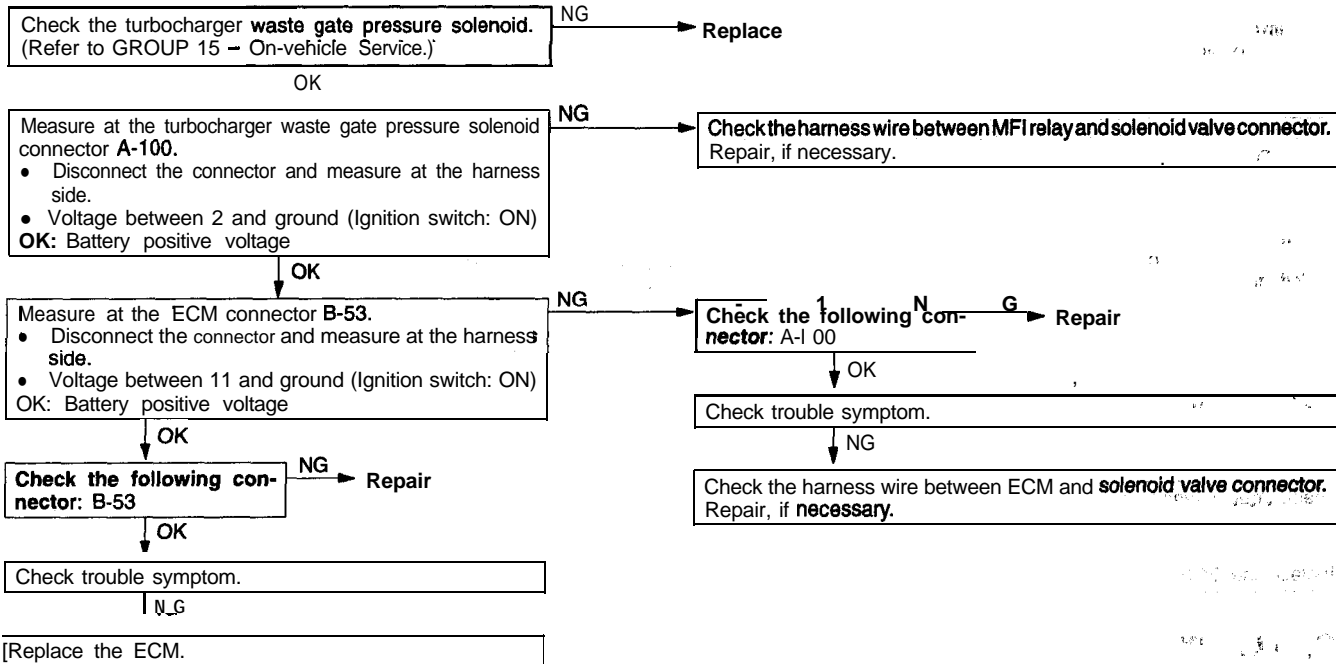 Check the turbocharger waste gate pressure solenoid.
(Refer to GROUP 15 – On-vehicle Service.)
NG
Replace
OK
Measure at the turbocharger waste gate pressure solenoid
connector A-100.
• Disconnect the connector and measure at the harness
side.
• Voltage between 2 and ground (Ignition switch: ON)
OK: Battery positive voltage
NG
Check the harness wire between MFI relay and solenoid valve connector.
Repair, if necessary.
OK
Measure at the ECM connector B-53.
• Disconnect the connector and measure at the harness
side.
• Voltage between 11 and ground (Ignition switch: ON)
OK: Battery positive voltage
NG
Check the following con-
nector: A-I 00
N G
Repair
OK
Check trouble symptom.
NG
Check the harness wire between ECM and solenoid valve connector.
Repair, if necessary.
OK
Check the following con-
nector: B-53
NG
Repair
OK
Check trouble symptom.
N_G
[Replace the ECM.